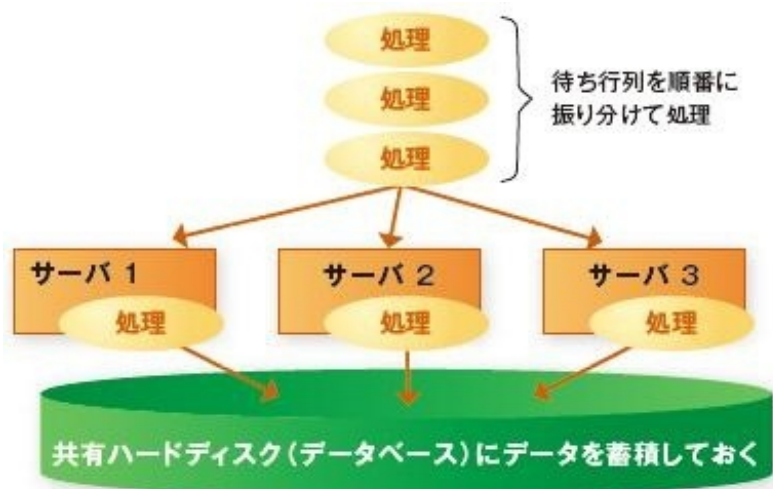 処理
処理
処理
待ち行列を順番に
振り分けて処理
サーバ 1
サーバ 2
サーバ 3
処理
処理
処理
共有ハードディスク(データベース)にデータを蓄積しておく